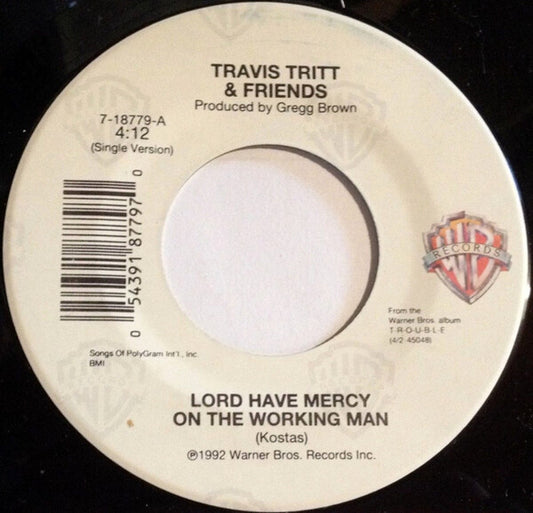 TRAVIS TRITT
& FRIENDS
Produced by Gregg Brown
7-18779-A
4:12
(Single Version)
0 54391 87797 0
WB
RECORDS
From the
Warner Bros. album
T-R-O-U-B-L-E
(4/2 45048)
Songs Of PolyGram Int'l., Inc.
BMI
LORD HAVE MERCY
ON THE WORKING MAN
(Kostas)
℗1992 Warner Bros. Records Inc.